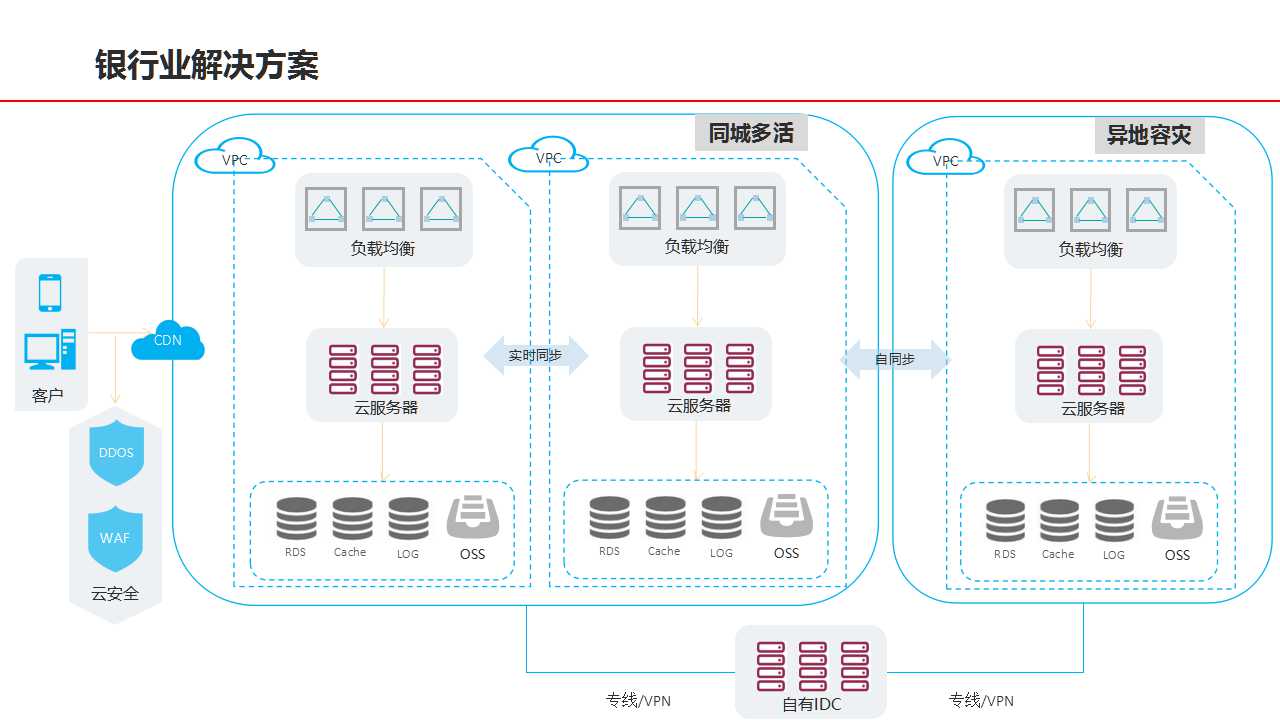 银行业解决方案
同城多活
异地容灾
VPC
VPC
VPC
负载均衡
负载均衡
负载均衡
CDN
实时同步
自同步
客户
云服务器
云服务器
云服务器
DDOS
WAF
云安全
RDS
Cache
LOG
OSS
RDS
Cache
LOG
OSS
RDS
Cache
LOG
OSS
专线/VPN
自有IDC
专线/VPN